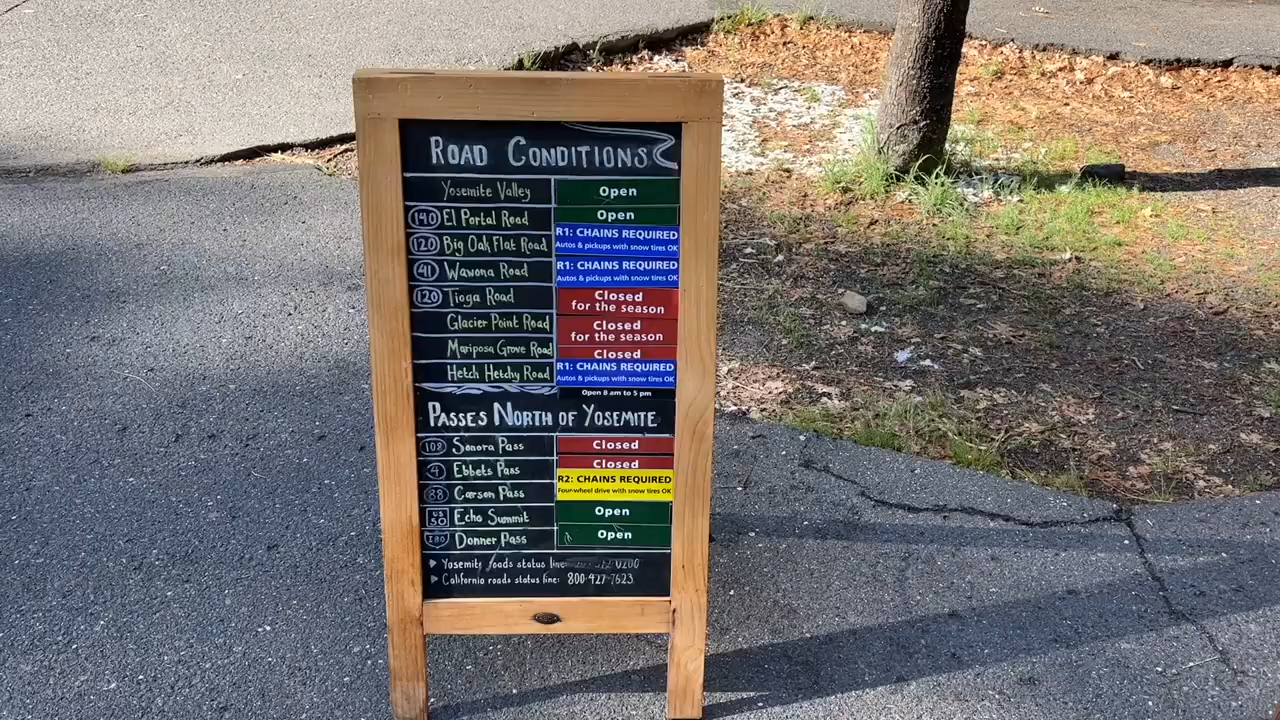 ROAD CONDITIONS
Yosemite Valley Open
140 El Portal Road Open
120 Big Oak Flat Road R1: CHAINS REQUIRED
Autos & pickups with snow tires OK
41 Wawona Road R1: CHAINS REQUIRED
Autos & pickups with snow tires OK
120 Tioga Road Closed
for the season
Glacier Point Road Closed
for the season
Mariposa Grove Road Closed
Hetch Hetchy Road R1: CHAINS REQUIRED
Autos & pickups with snow tires OK
Open 8 am to 5 pm
PASSES NORTH OF YOSEMITE
108 Sonora Pass Closed
4 Ebbets Pass Closed
88 Carson Pass R2: CHAINS REQUIRED
Four-wheel drive with snow tires OK
US 50 Echo Summit Open
I80 Donner Pass Open
Yosemite roads status line: 0200
California roads status line: 800-427-7623